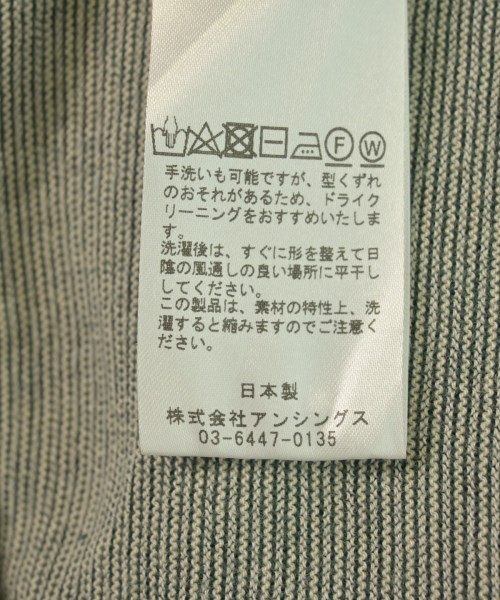 F W
手洗いも可能ですが、型くずれ
のおそれがあるため、ドライク
リーニングをおすすめいたしま
す。
洗濯後は、すぐに形を整えて日
陰の風通しの良い場所に平干し
してください。
この製品は、素材の特性上、洗
濯すると縮みますのでご注意く
ださい。
日本製
株式会社アンシングス
03-6447-0135